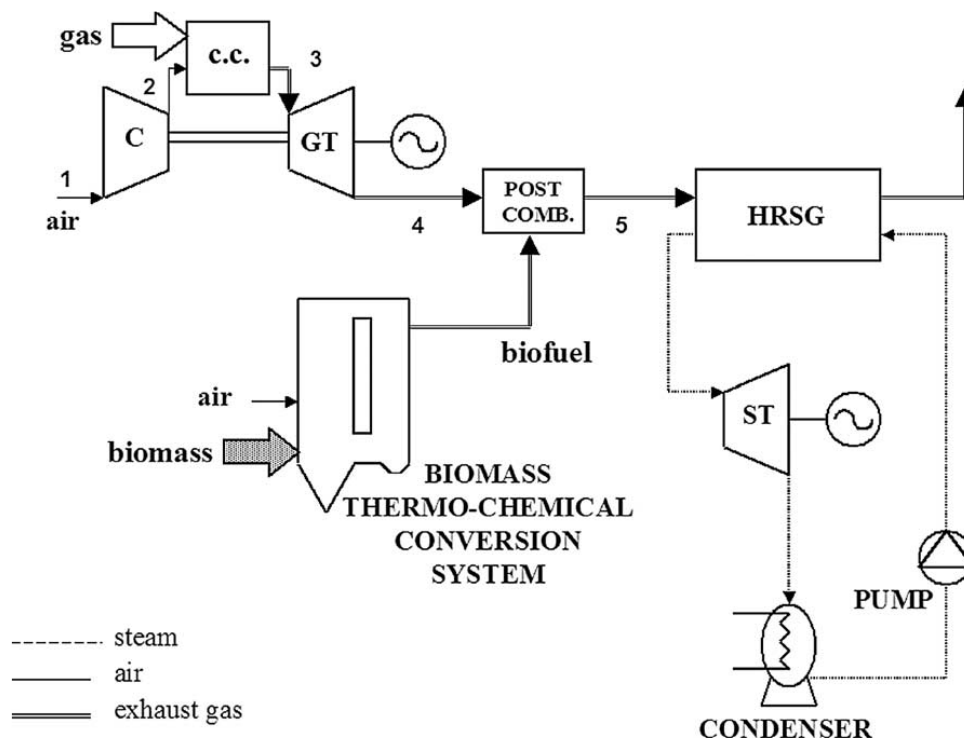 gas
c.c.
2
3
C
GT
1
air
4
POST
COMB.
5
HRSG
biofuel
air
biomass
ST
BIOMASS
THERMO-CHEMICAL
CONVERSION
SYSTEM
PUMP
steam
air
exhaust gas
CONDENSER